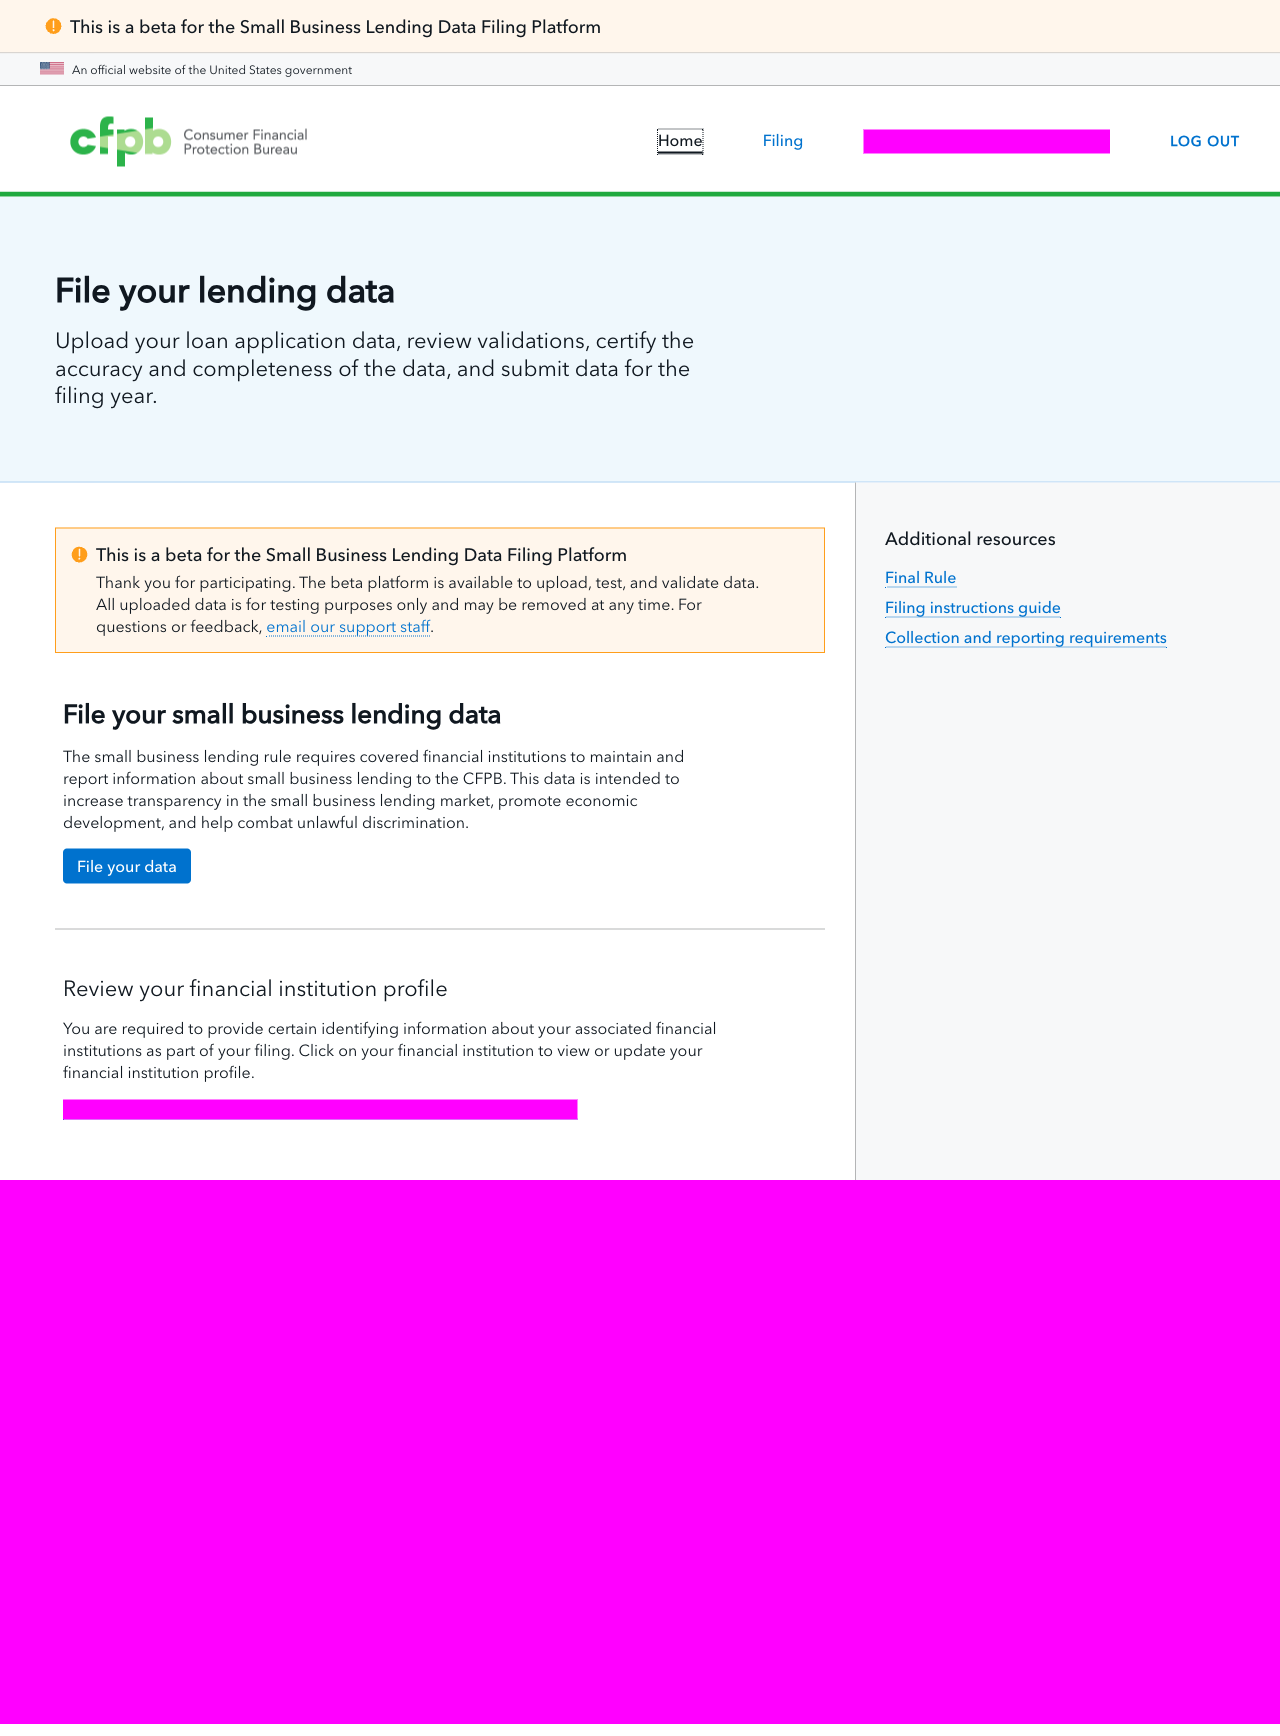 This is a beta for the Small Business Lending Data Filing Platform
An official website of the United States government
cfpb
Consumer Financial
Protection Bureau
Home
Filing
LOG OUT
File your lending data
Upload your loan application data, review validations, certify the
accuracy and completeness of the data, and submit data for the
filing year.
This is a beta for the Small Business Lending Data Filing Platform
Thank you for participating. The beta platform is available to upload, test, and validate data.
All uploaded data is for testing purposes only and may be removed at any time. For
questions or feedback, email our support staff.
File your small business lending data
The small business lending rule requires covered financial institutions to maintain and
report information about small business lending to the CFPB. This data is intended to
increase transparency in the small business lending market, promote economic
development, and help combat unlawful discrimination.
File your data
Review your financial institution profile
You are required to provide certain identifying information about your associated financial
institutions as part of your filing. Click on your financial institution to view or update your
financial institution profile.
Additional resources
Final Rule
Filing instructions guide
Collection and reporting requirements